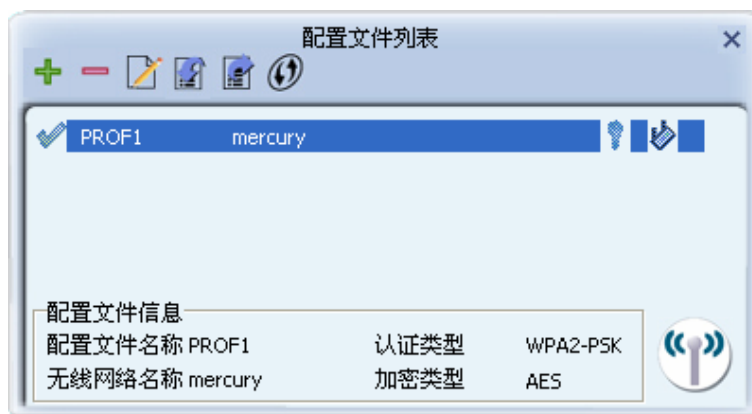 配置文件列表
PROF1 mercury
配置文件信息
配置文件名称 PROF1 认证类型 WPA2-PSK
无线网络名称 mercury 加密类型 AES